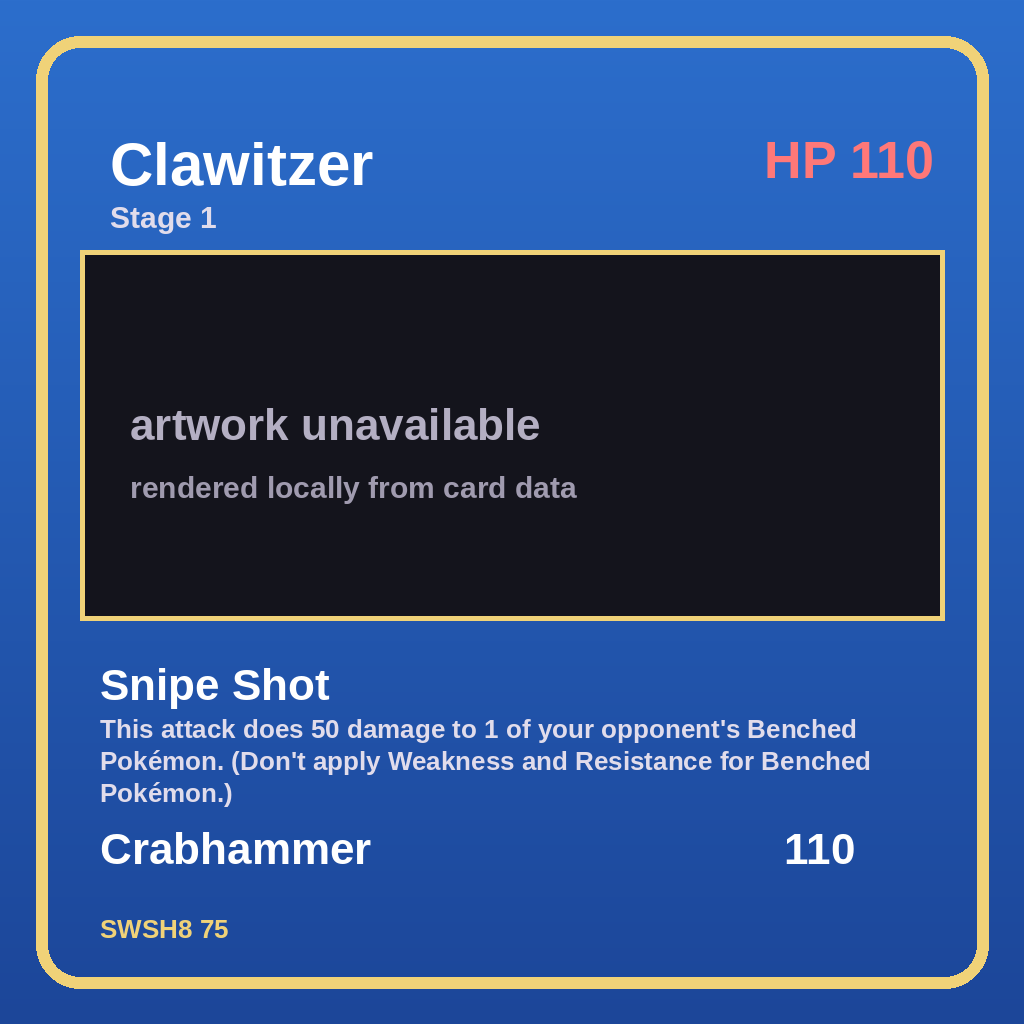 Clawitzer
HP 110
Stage 1
artwork unavailable
rendered locally from card data
Snipe Shot
This attack does 50 damage to 1 of your opponent's Benched
Pokémon. (Don't apply Weakness and Resistance for Benched
Pokémon.)
Crabhammer
110
SWSH8 75